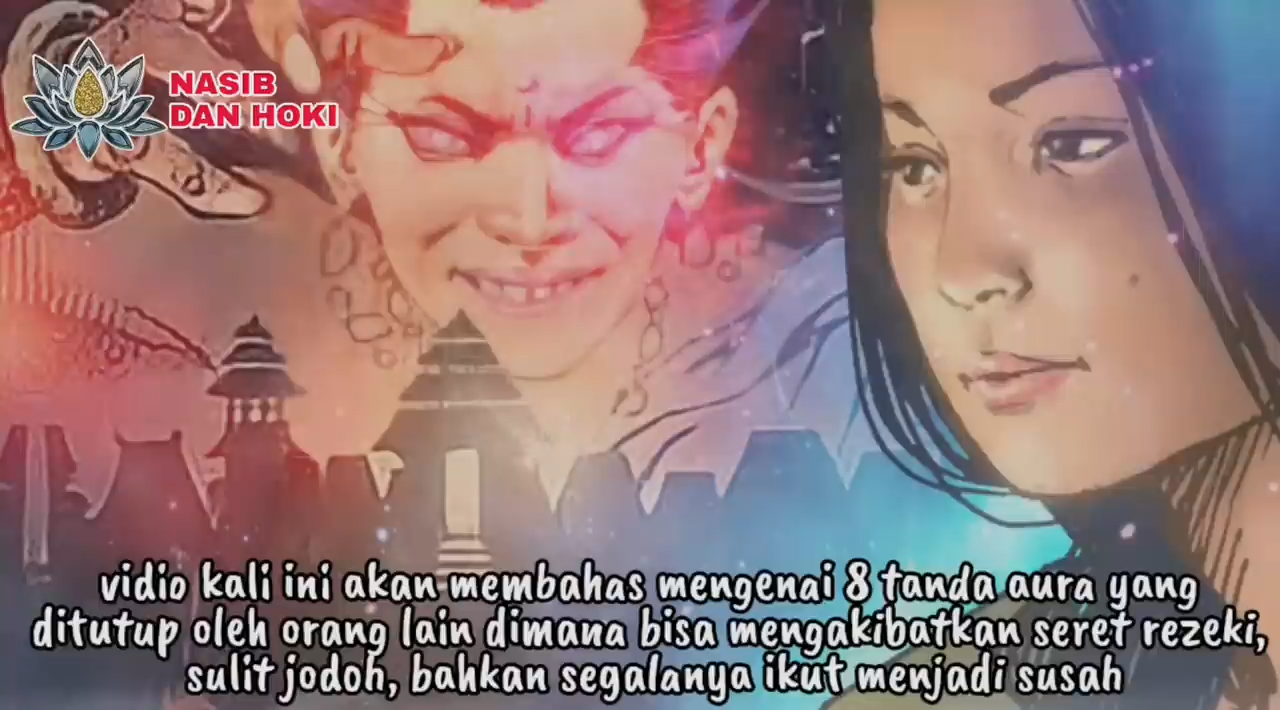 NASIB
DAN HOKI
vidio kali ini akan membahas mengenai 8 tanda aura yang
ditutup oleh orang lain dimana bisa mengakibatkan seret rezeki,
sulit jodoh, bahkan segalanya ikut menjadi susah